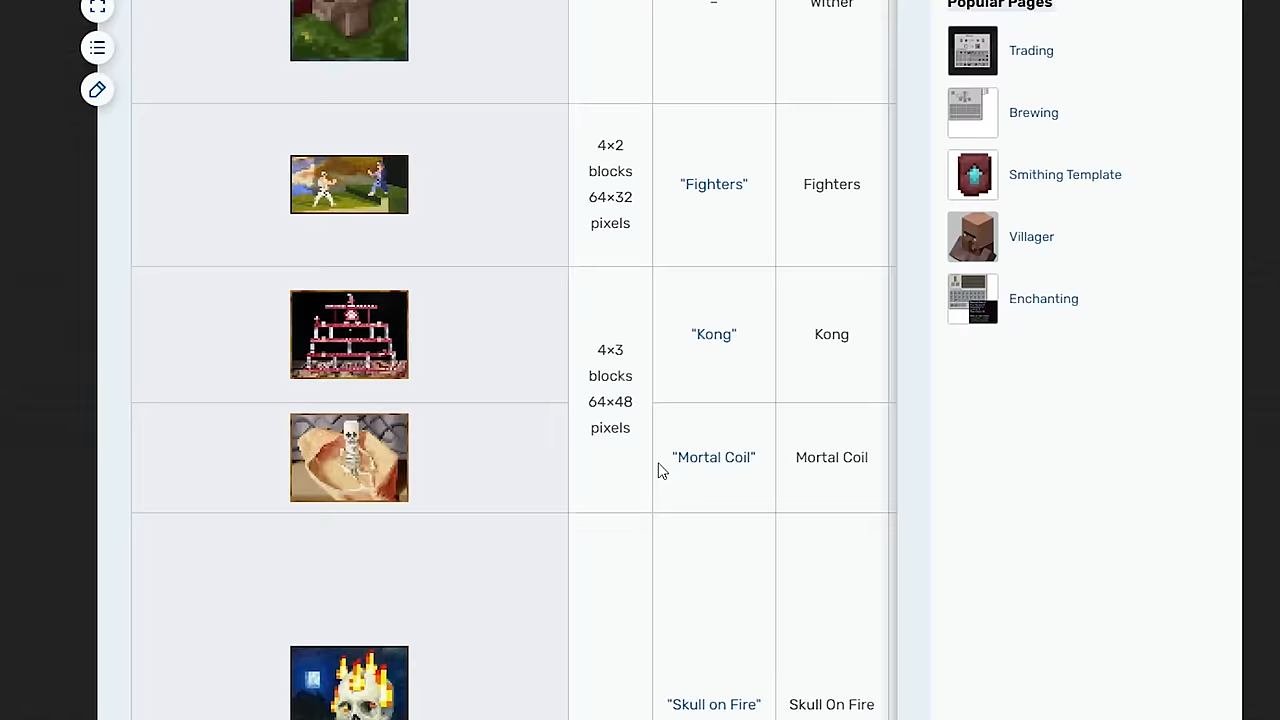 –
Wither
4×2
blocks
64×32
pixels
"Fighters"
Fighters
4×3
blocks
64×48
pixels
"Kong"
Kong
"Mortal Coil"
Mortal Coil
"Skull on Fire"
Skull On Fire
Popular Pages
Trading
Brewing
Smithing Template
Villager
Enchanting